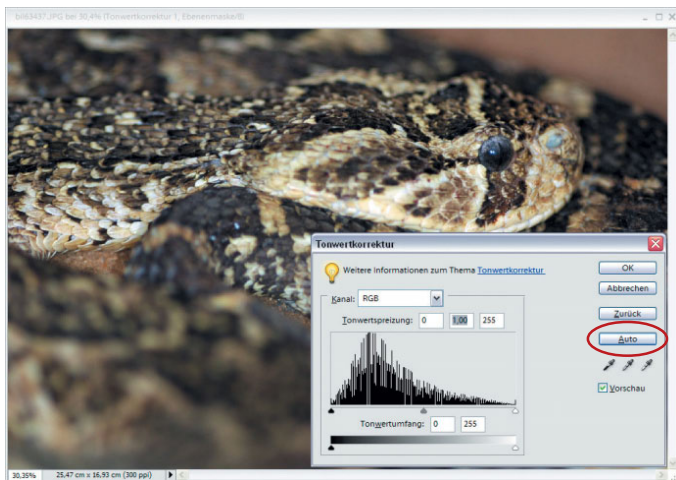 b063437.JPG bei 30,4% (Tonwertkorrektur 1, Ebenenmaske/8)
Tonwertkorrektur
Weitere Informationen zum Thema Tonwertkorrektur
OK
Abbrechen
Kanal: RGB
Zurück
Tonwertspreizung: 0 1,00 255
Auto
Vorschau
Tonwertumfang: 0 255
30,35% 25,47 cm x 16,93 cm (300 ppi)